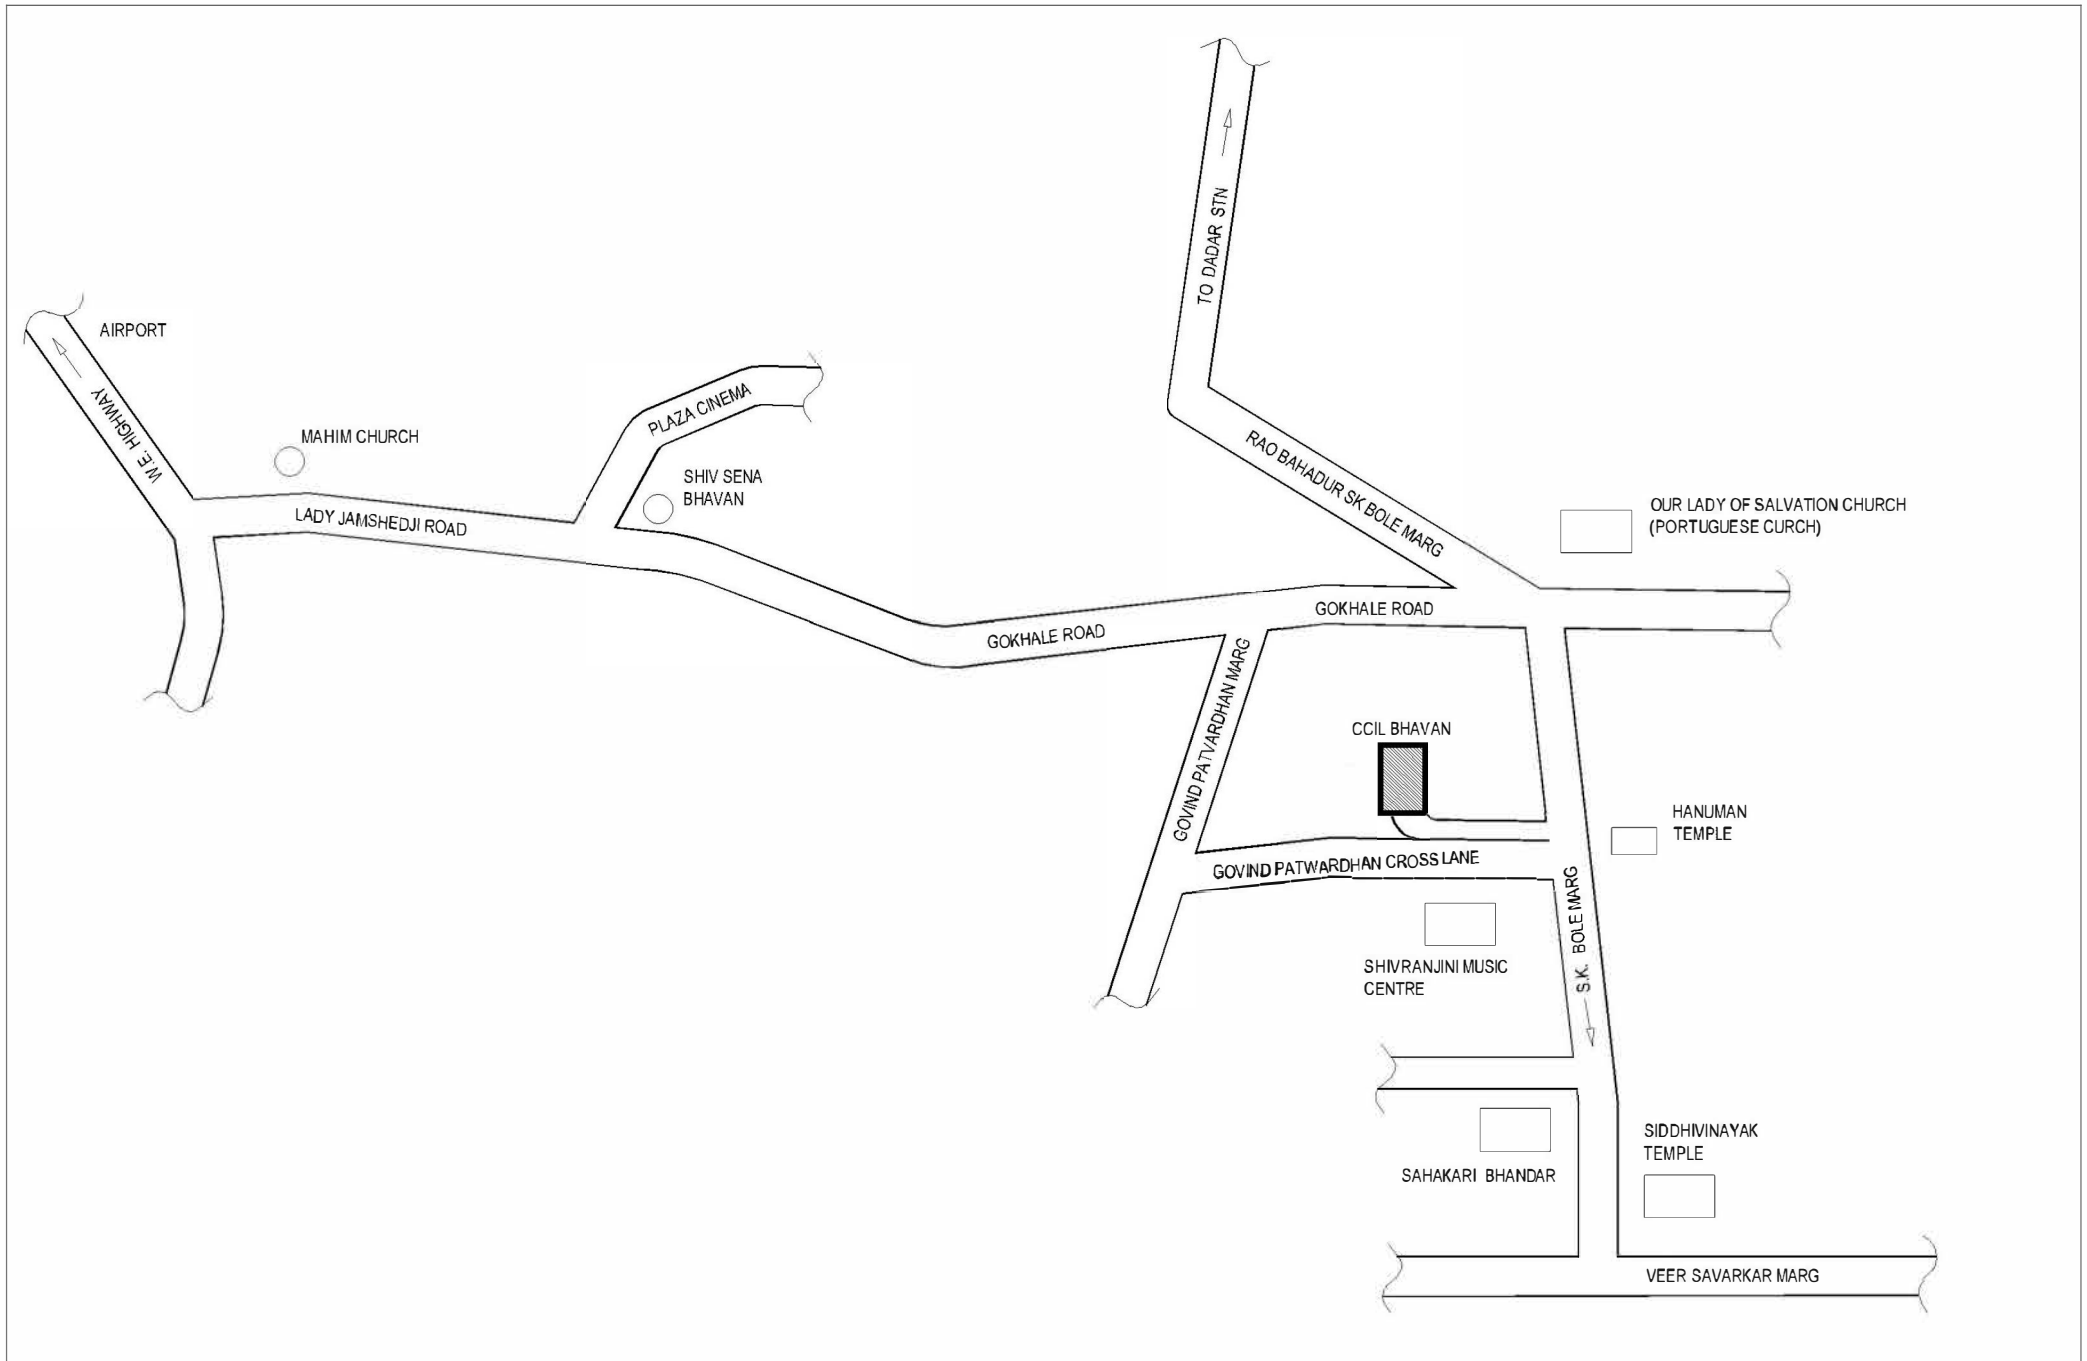 TO DADAR STN
AIRPORT
W.E. HIGHWAY
MAHIM CHURCH
PLAZA CINEMA
SHIV SENA
BHAVAN
LADY JAMSHEDJI ROAD
RAO BAHADUR SK BOLE MARG
OUR LADY OF SALVATION CHURCH
(PORTUGUESE CURCH)
GOKHALE ROAD
GOKHALE ROAD
GOVIND PATVARDHAN MARG
CCIL BHAVAN
HANUMAN
TEMPLE
GOVIND PATWARDHAN CROSS LANE
S.K. BOLE MARG
SHIVRANJINI MUSIC
CENTRE
SAHAKARI BHANDAR
SIDDHIVINAYAK
TEMPLE
VEER SAVARKAR MARG